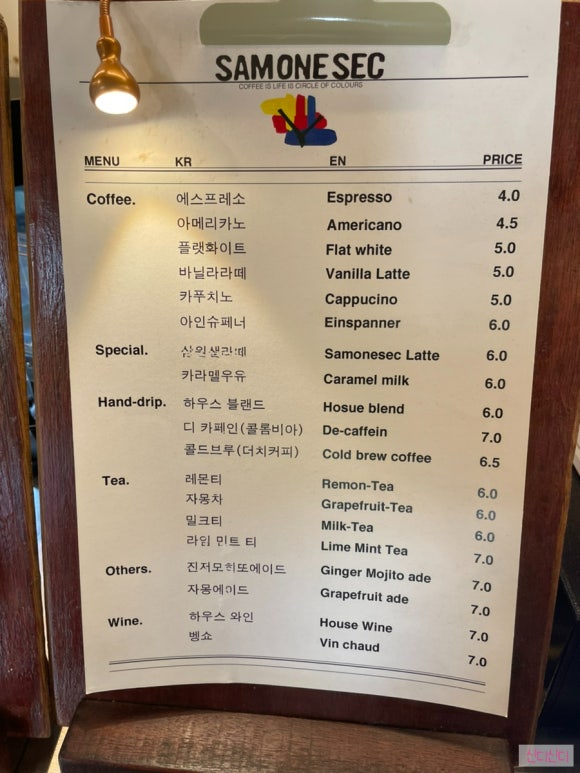 SAMONESEC
COFFEE IS LIFE IS CIRCLE OF COLOURS
MENU KR EN PRICE
Coffee. 에스프레소 Espresso 4.0
아메리카노 Americano 4.5
플랫화이트 Flat white 5.0
바닐라라떼 Vanilla Latte 5.0
카푸치노 Cappucino 5.0
아인슈페너 Einspanner 6.0
Special. 삼원샛라떼 Samonesec Latte 6.0
카라멜우유 Caramel milk 6.0
Hand-drip. 하우스 블랜드 Hosue blend 6.0
디 카페인(콜롬비아) De-caffein 7.0
콜드브루(더치커피) Cold brew coffee 6.5
Tea. 레몬티 Remon-Tea 6.0
자몽차 Grapefruit-Tea 6.0
밀크티 Milk-Tea 6.0
라임 민트 티 Lime Mint Tea 7.0
Others. 진저모히또에이드 Ginger Mojito ade 7.0
자몽에이드 Grapefruit ade 7.0
Wine. 하우스 와인 House Wine 7.0
벵쇼 Vin chaud 7.0
신디신디